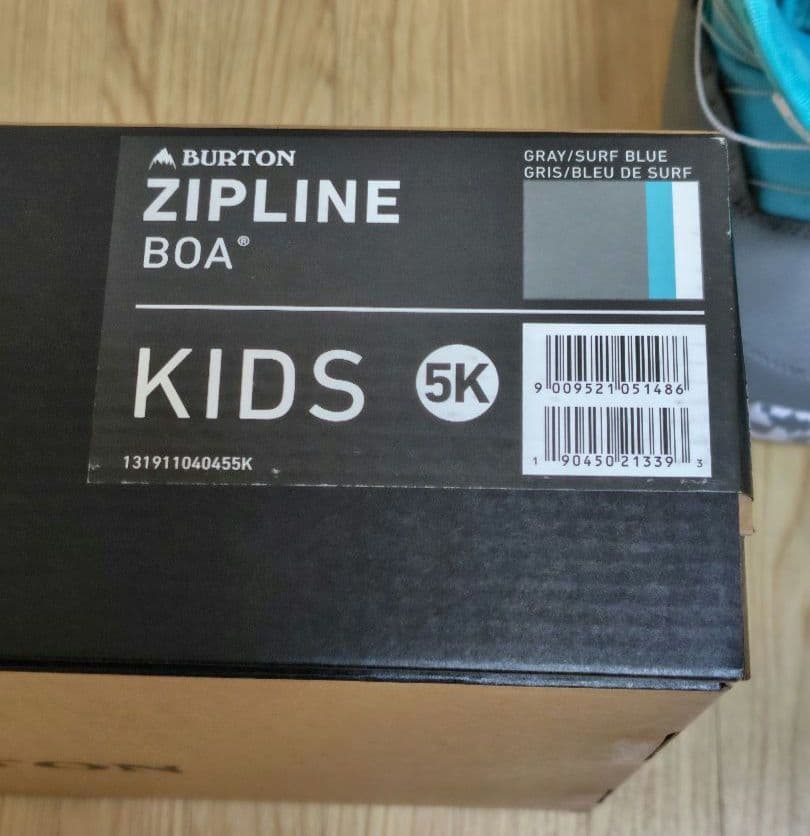 BURTON
ZIPLINE
BOA®
GRAY/SURF BLUE
GRIS/BLEU DE SURF
KIDS 5K
9 009521 051486
1 90450 21339 3
131911040455K